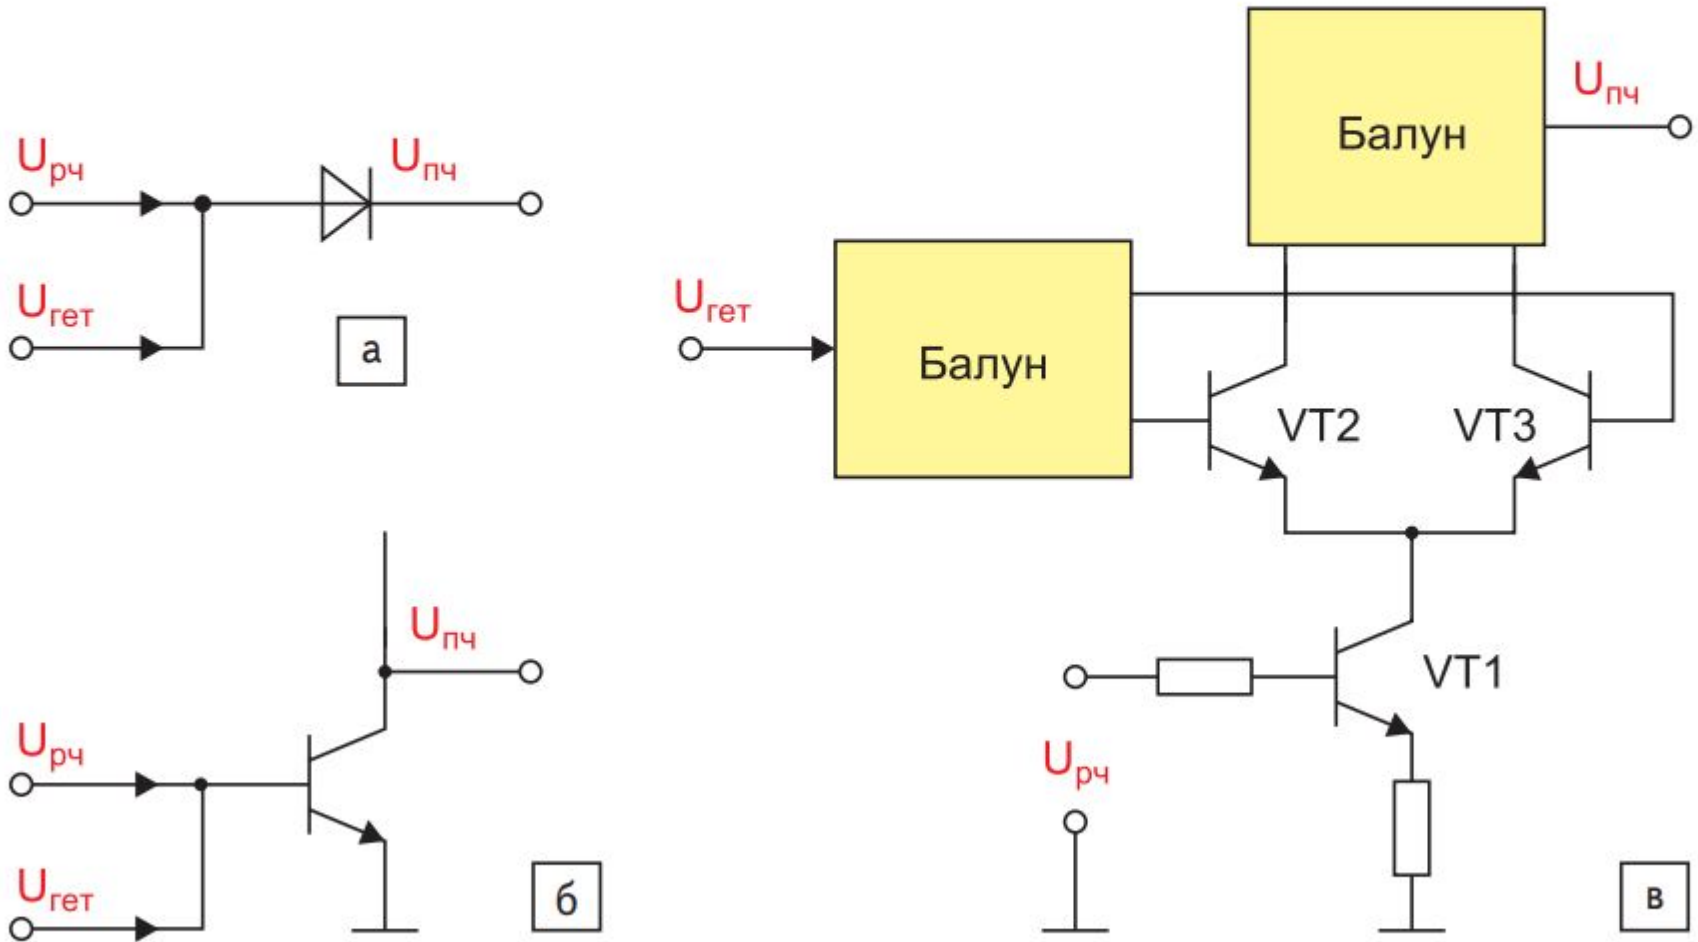 Uрч
Uпч
Uгет
а
Uрч
Uпч
Uгет
б
Балун
Uпч
Uгет
Балун
VT2
VT3
VT1
Uрч
в